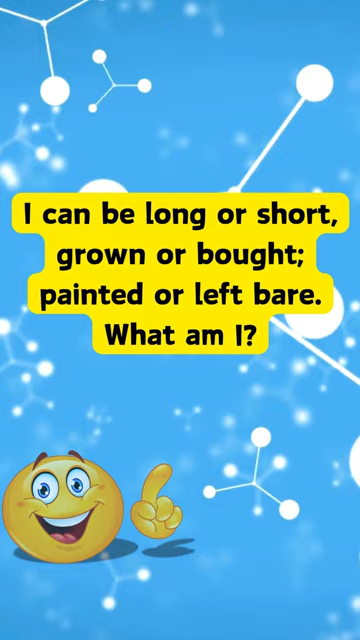 I can be long or short,
grown or bought;
painted or left bare.
What am I?